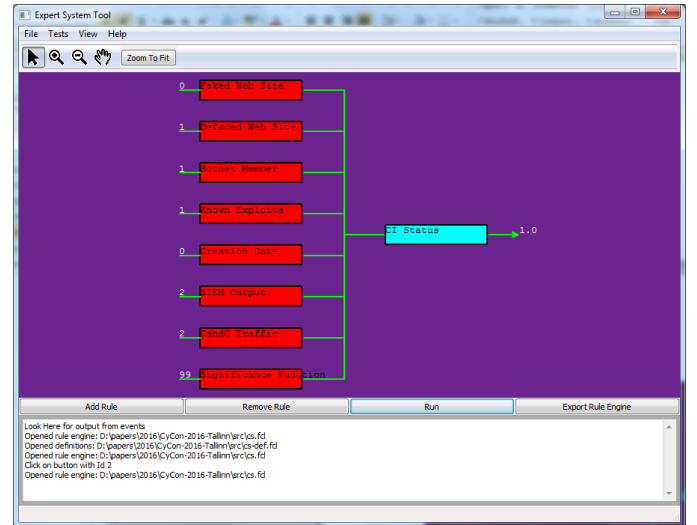 Expert System Tool
File Tests View Help
Zoom To Fit
0 Faked Web Site
1 Defaced Web Site
1 Botnet Member
1 Known Exploits
CI Status 1.0
0 Creation Date
2 SIEM Output
2 CandC Traffic
99 Significance Function
Add Rule Remove Rule Run Export Rule Engine
Look Here for output from events
Opened rule engine: D:\papers\2016\CyCon-2016-Tallinn\src\cs.fcl
Opened definitions: D:\papers\2016\CyCon-2016-Tallinn\src\cs-def.fcl
Opened rule engine: D:\papers\2016\CyCon-2016-Tallinn\src\cs.fcl
Click on button with Id 2
Opened rule engine: D:\papers\2016\CyCon-2016-Tallinn\src\cs.fcl